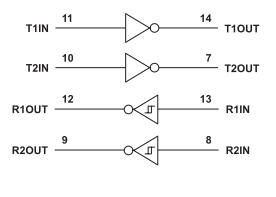 T1IN 11 14 T1OUT
T2IN 10 7 T2OUT
R1OUT 12 13 R1IN
R2OUT 9 8 R2IN